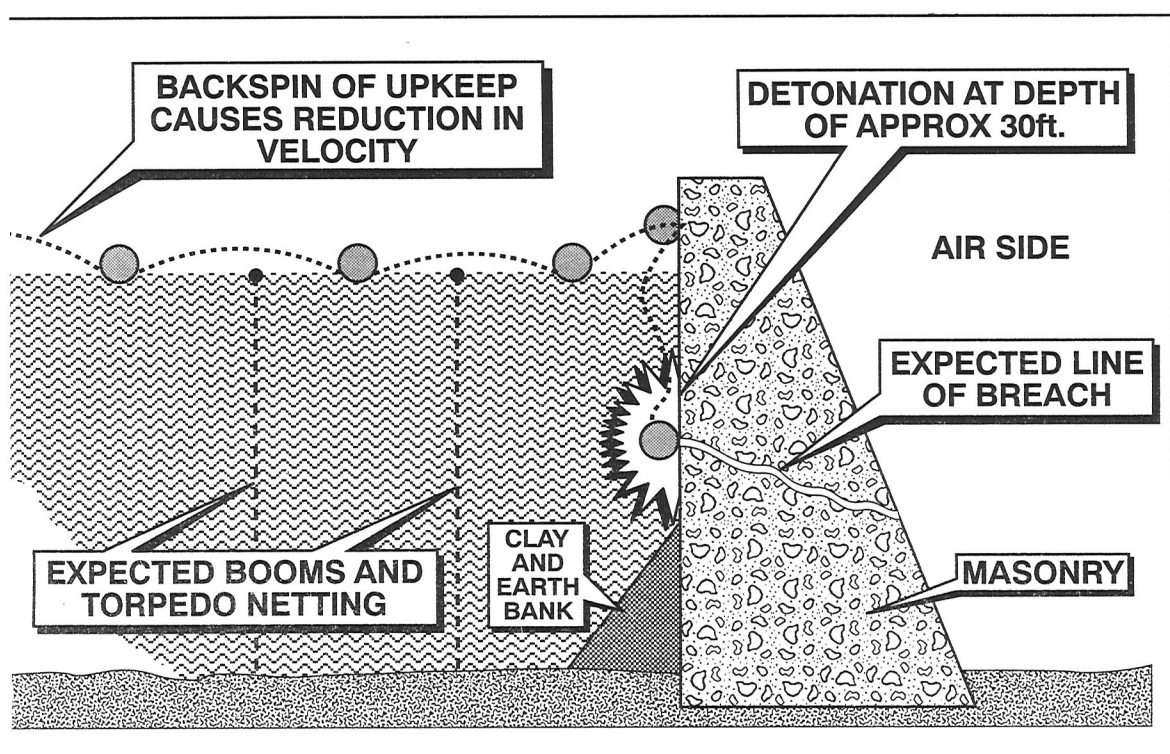 BACKSPIN OF UPKEEP
CAUSES REDUCTION IN
VELOCITY
DETONATION AT DEPTH
OF APPROX 30ft.
AIR SIDE
EXPECTED LINE
OF BREACH
EXPECTED BOOMS AND
TORPEDO NETTING
CLAY
AND
EARTH
BANK
MASONRY